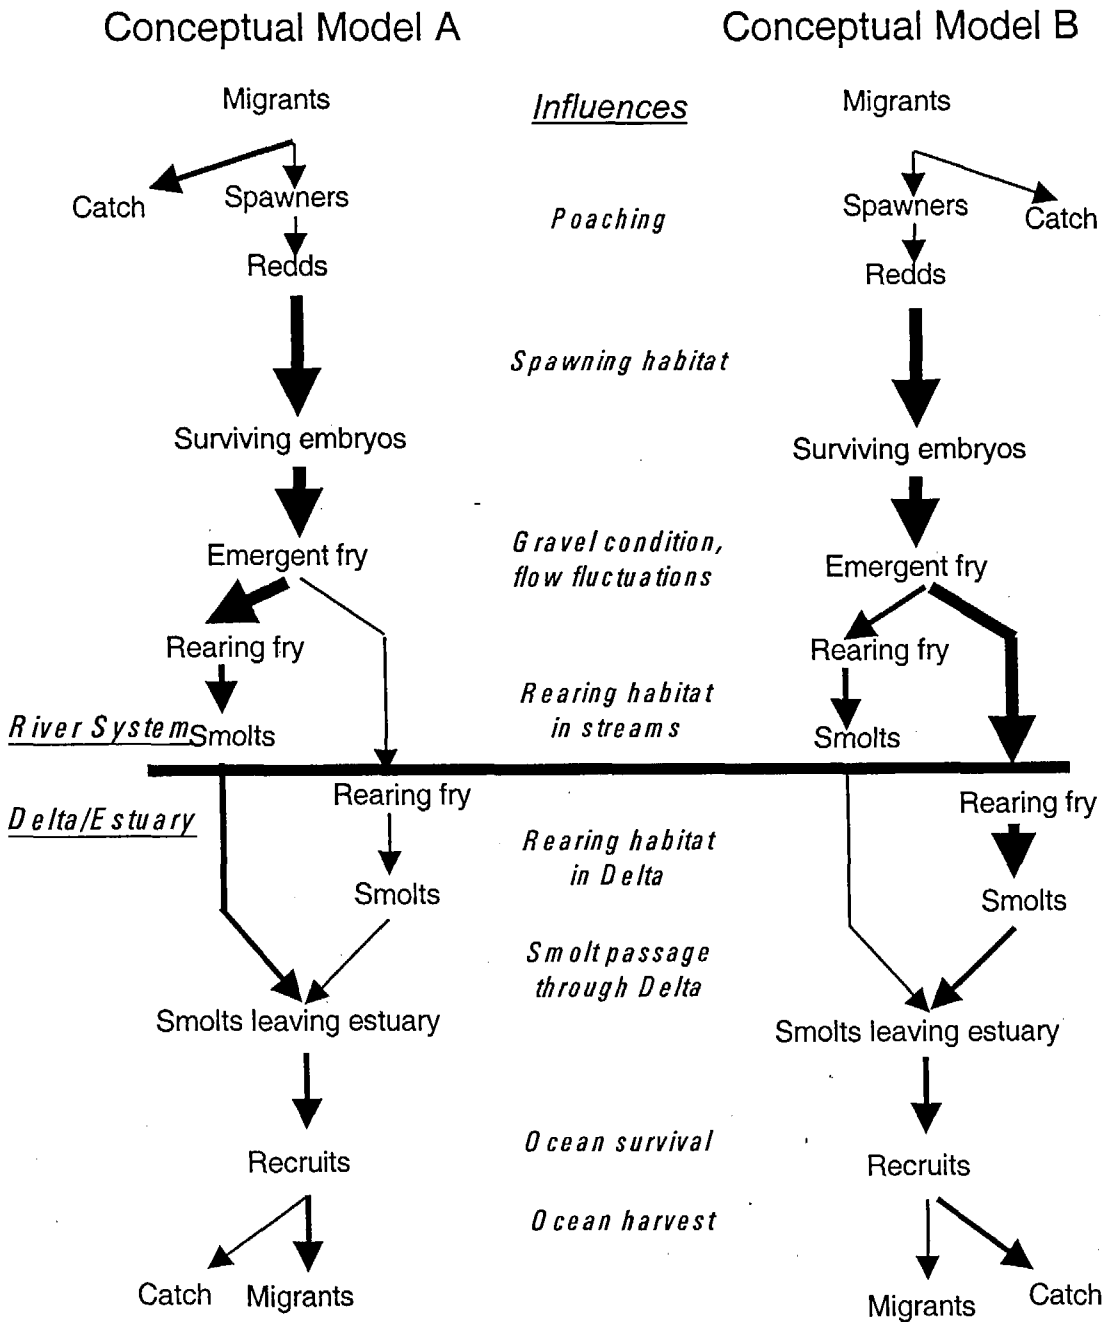 Conceptual Model A
Conceptual Model B
Migrants
Influences
Migrants
Catch
Spawners
Poaching
Spawners
Catch
Redds
Redds
Spawning habitat
Surviving embryos
Surviving embryos
Emergent fry
Gravel condition,
flow fluctuations
Emergent fry
Rearing fry
Rearing fry
Rearing habitat
in streams
River System
Smolts
Smolts
Delta/Estuary
Rearing fry
Rearing fry
Rearing habitat
in Delta
Smolts
Smolts
Smolt passage
through Delta
Smolts leaving estuary
Smolts leaving estuary
Ocean survival
Recruits
Recruits
Ocean harvest
Catch
Migrants
Migrants
Catch